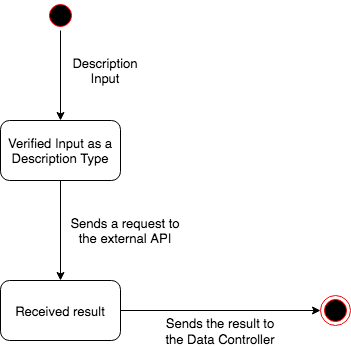 Description
Input
Verified Input as a
Description Type
Sends a request to
the external API
Received result
Sends the result to
the Data Controller